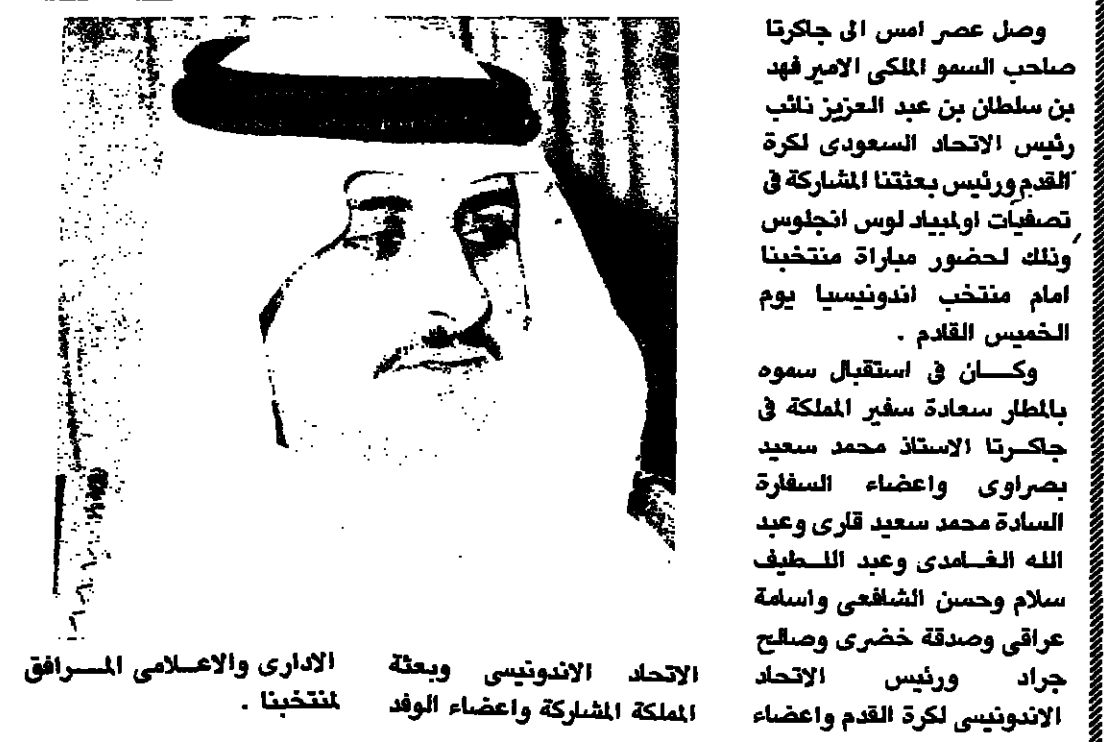 وصل عصر امس الى جاكرتا
صاحب السمو الملكى الامير فهد
بن سلطان بن عبد العزيز نائب
رئيس الاتحاد السعودى لكرة
القدم ورئيس بعثتنا المشاركة في
تصفيات اولمبياد لوس انجلوس
وذلك لحضور مباراة منتخبنا
امام منتخب اندونيسيا يوم
الخميس القادم .
وكـــان في استقبال سموه
بالمطار سعادة سفير المملكة في
جاكـرتا الاستاذ محمد سعيد
بصراوى واعضاء السفارة
السادة محمد سعيد قارى وعبد
الله الغـامدى وعبد اللـطيف
سلام وحسن الشافعى واسامة
عراقى وصدقة خضرى وصالح
جراد ورئيس الاتحاد
الاندونيسى لكرة القدم واعضاء
الاتحاد الاندونيسى وبعثة
المملكة المشاركة واعضاء الوفد
الادارى والاعـلامى المـــرافق
لمنتخبنا .